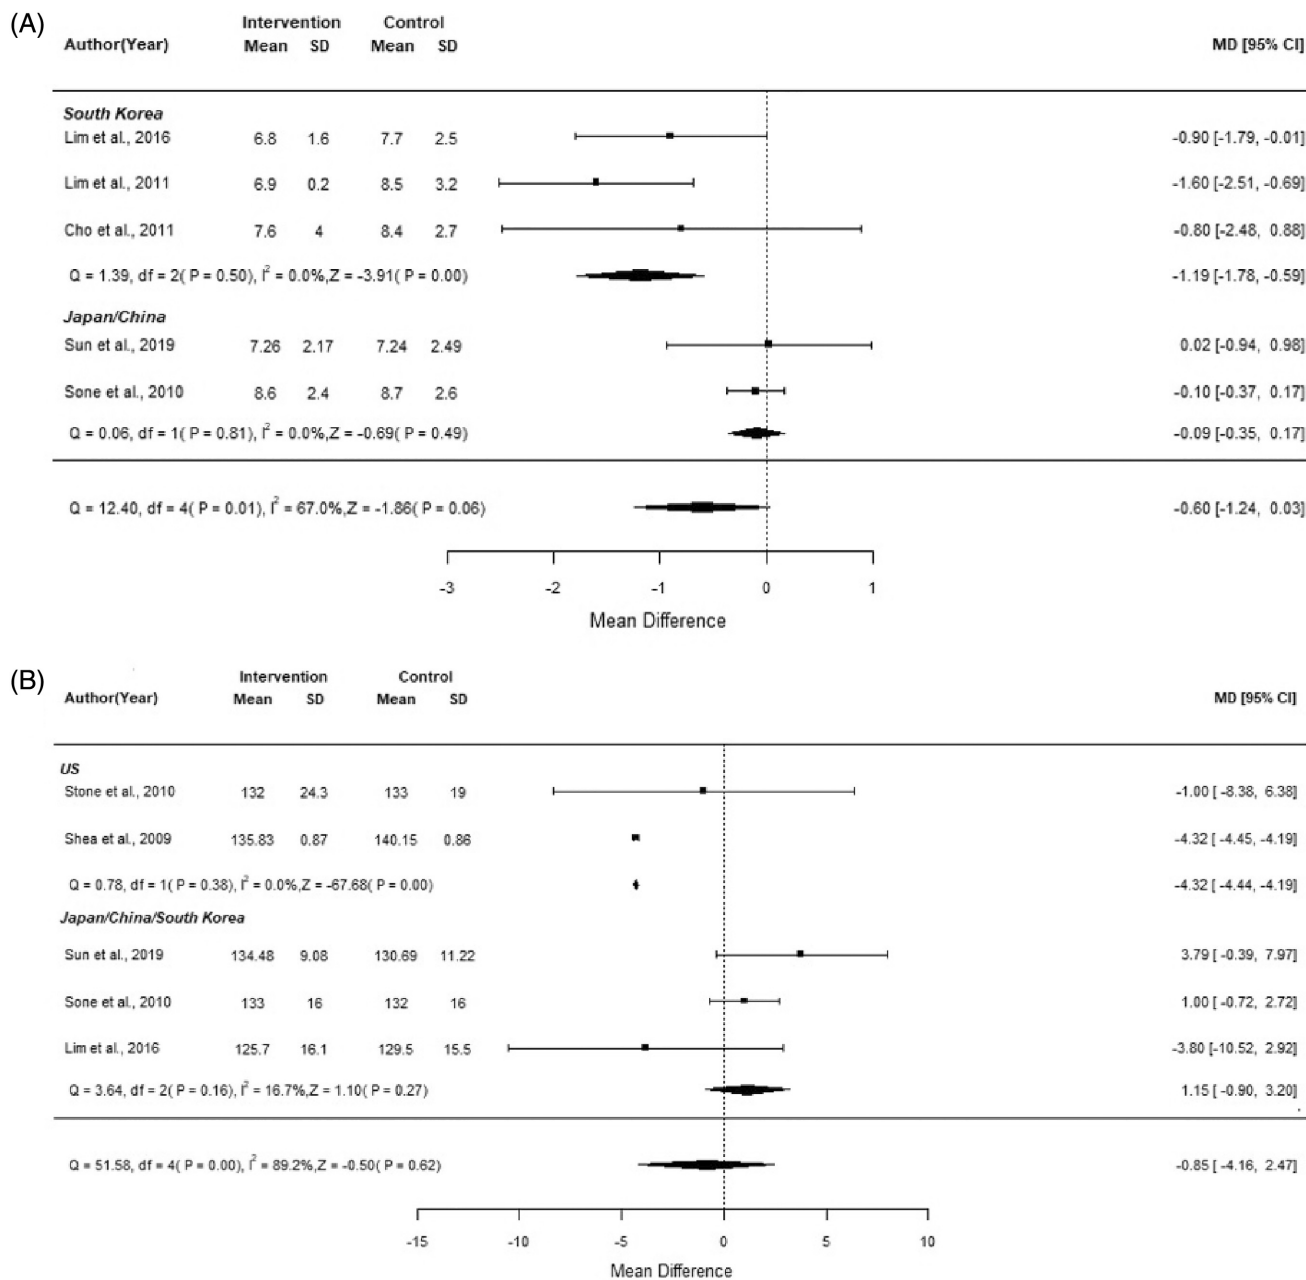 (A)
Intervention Control
Author(Year) Mean SD Mean SD MD [95% CI]
South Korea
Lim et al., 2016 6.8 1.6 7.7 2.5 -0.90 [-1.79, -0.01]
Lim et al., 2011 6.9 0.2 8.5 3.2 -1.60 [-2.51, -0.69]
Cho et al., 2011 7.6 4 8.4 2.7 -0.80 [-2.48, 0.88]
Q = 1.39, df = 2( P = 0.50), I² = 0.0%,Z = -3.91( P = 0.00) -1.19 [-1.78, -0.59]
Japan/China
Sun et al., 2019 7.26 2.17 7.24 2.49 0.02 [-0.94, 0.98]
Sone et al., 2010 8.6 2.4 8.7 2.6 -0.10 [-0.37, 0.17]
Q = 0.06, df = 1( P = 0.81), I² = 0.0%,Z = -0.69( P = 0.49) -0.09 [-0.35, 0.17]
Q = 12.40, df = 4( P = 0.01), I² = 67.0%,Z = -1.86( P = 0.06) -0.60 [-1.24, 0.03]
-3 -2 -1 0 1
Mean Difference
(B)
Intervention Control
Author(Year) Mean SD Mean SD MD [95% CI]
US
Stone et al., 2010 132 24.3 133 19 -1.00 [ -8.38, 6.38]
Shea et al., 2009 135.83 0.87 140.15 0.86 -4.32 [ -4.45, -4.19]
Q = 0.78, df = 1( P = 0.38), I² = 0.0%,Z = -67.68( P = 0.00) -4.32 [ -4.44, -4.19]
Japan/China/South Korea
Sun et al., 2019 134.48 9.08 130.69 11.22 3.79 [ -0.39, 7.97]
Sone et al., 2010 133 16 132 16 1.00 [ -0.72, 2.72]
Lim et al., 2016 125.7 16.1 129.5 15.5 -3.80 [-10.52, 2.92]
Q = 3.64, df = 2( P = 0.16), I² = 16.7%,Z = 1.10( P = 0.27) 1.15 [ -0.90, 3.20]
Q = 51.58, df = 4( P = 0.00), I² = 89.2%,Z = -0.50( P = 0.62) -0.85 [ -4.16, 2.47]
-15 -10 -5 0 5 10
Mean Difference